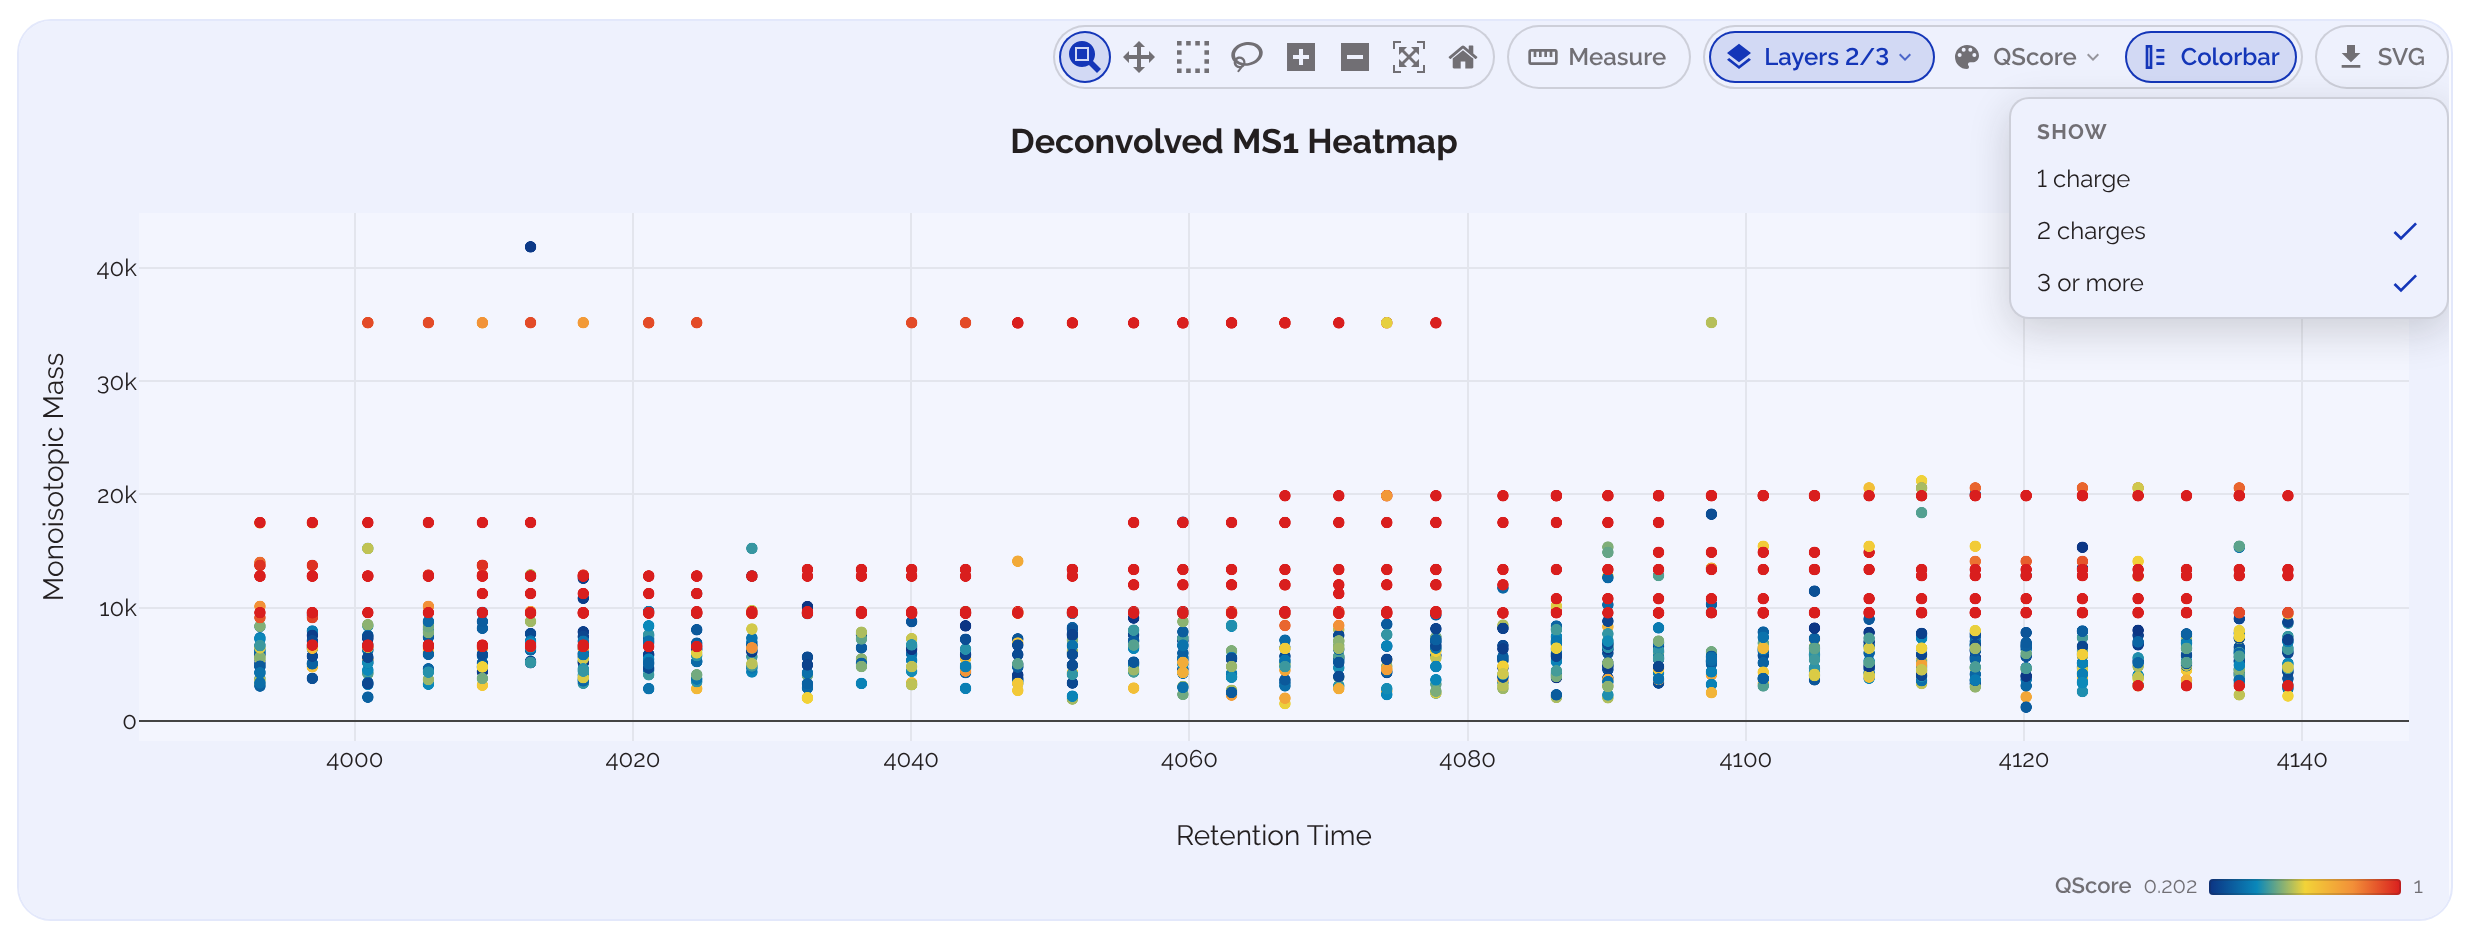 Measure
Layers 2/3
QScore
Colorbar
SVG
SHOW
1 charge
2 charges
3 or more
Deconvolved MS1 Heatmap
Monoisotopic Mass
40k
30k
20k
10k
0
4000 4020 4040 4060 4080 4100 4120 4140
Retention Time
QScore 0.202 1